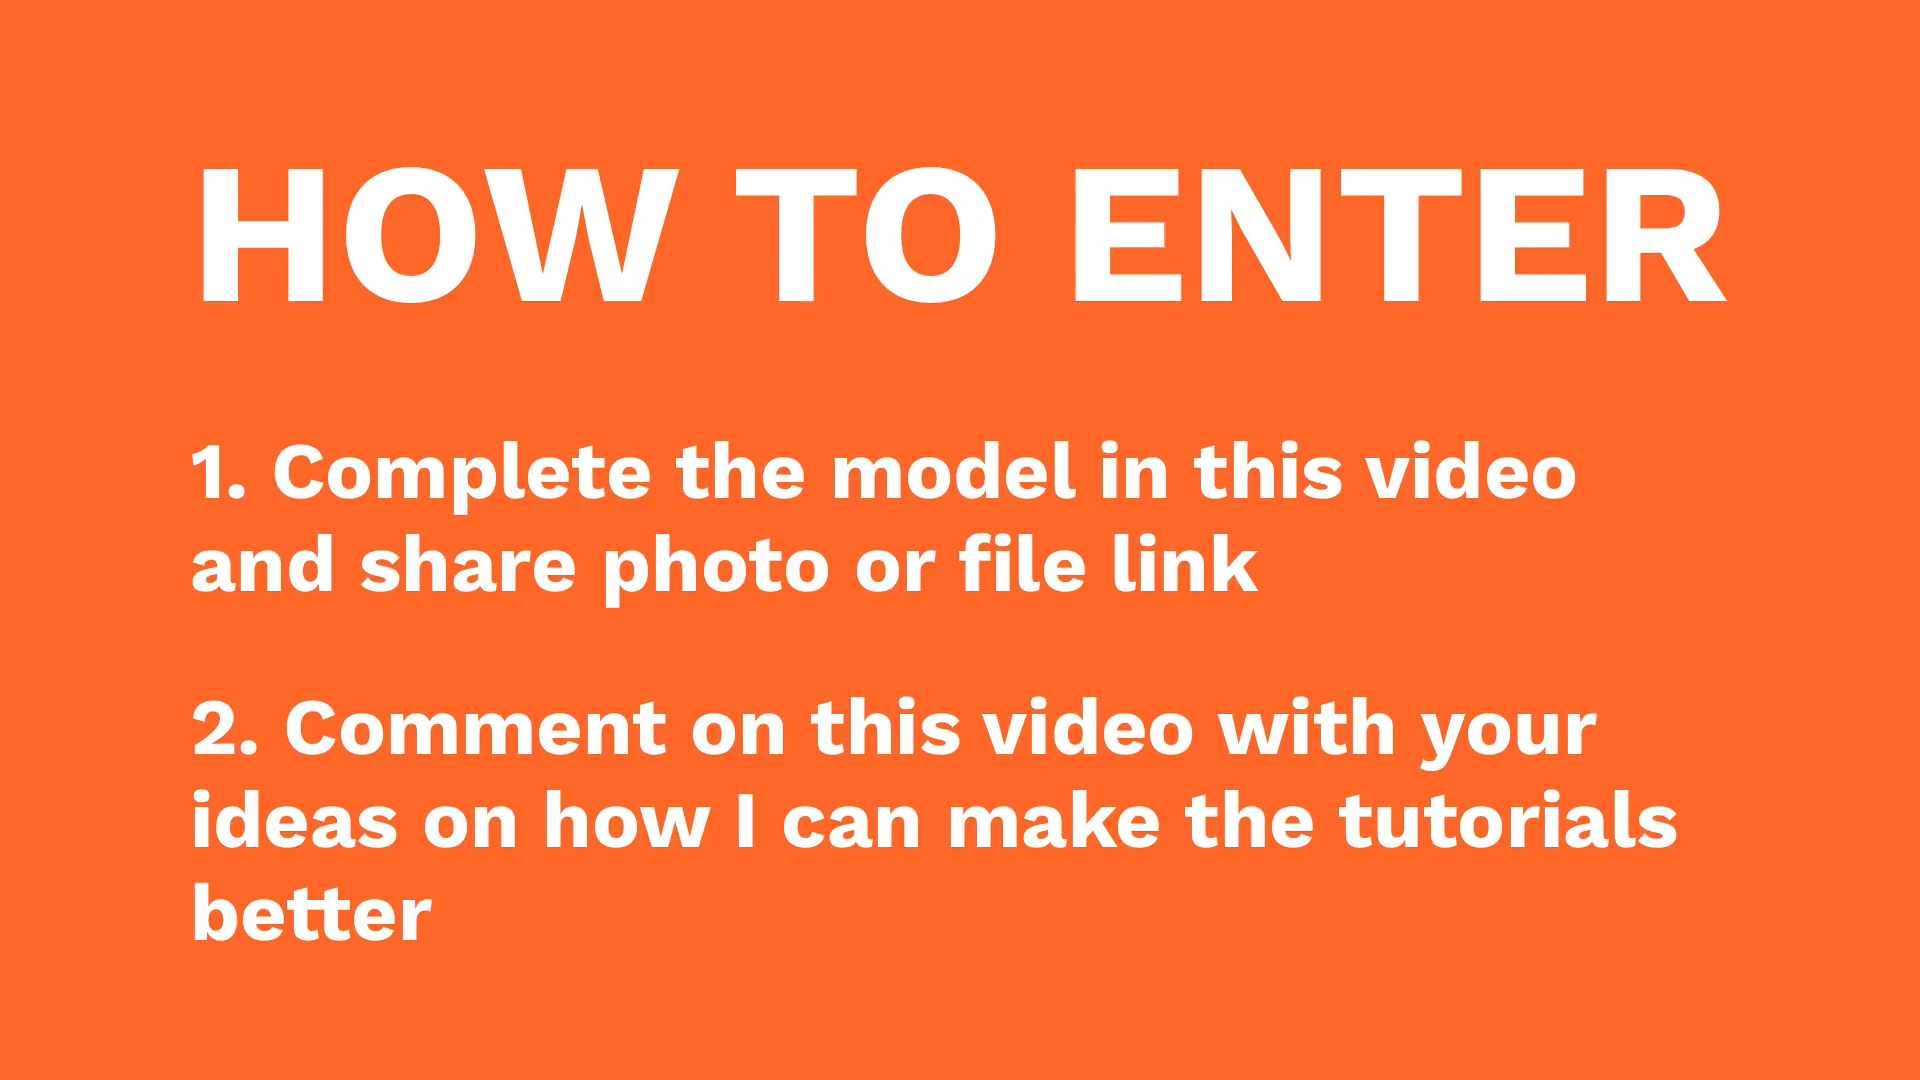 HOW TO ENTER
1. Complete the model in this video
and share photo or file link
2. Comment on this video with your
ideas on how I can make the tutorials
better